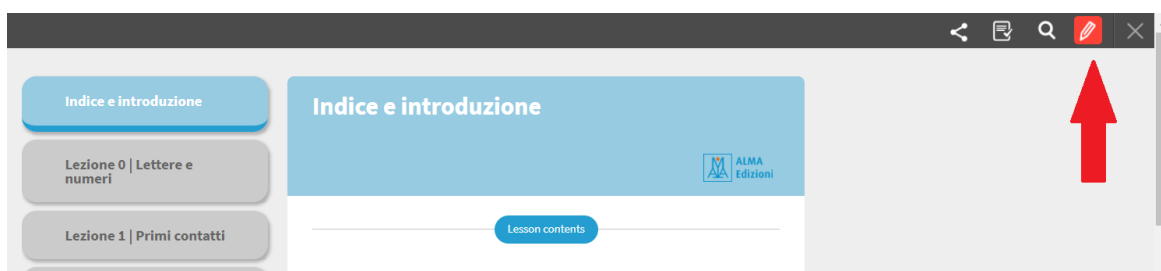 Indice e introduzione
Lezione 0 | Lettere e
numeri
Lezione 1 | Primi contatti
Indice e introduzione
ALMA
Edizioni
Lesson contents